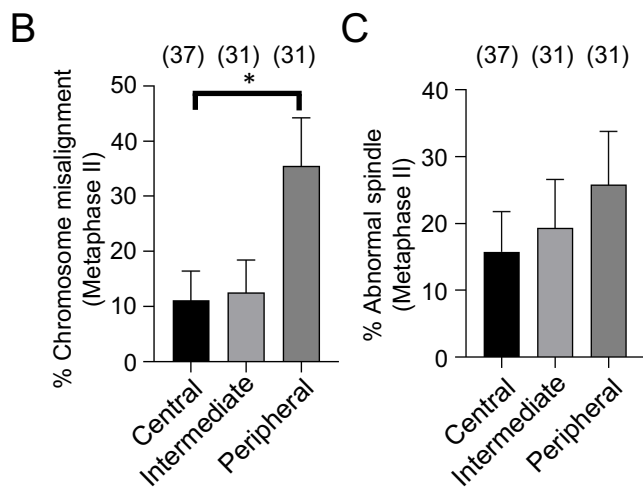 B
(37) (31) (31)
*
% Chromosome misalignment
(Metaphase II)
50
40
30
20
10
0
Central
Intermediate
Peripheral
C
(37) (31) (31)
% Abnormal spindle
(Metaphase II)
40
30
20
10
0
Central
Intermediate
Peripheral